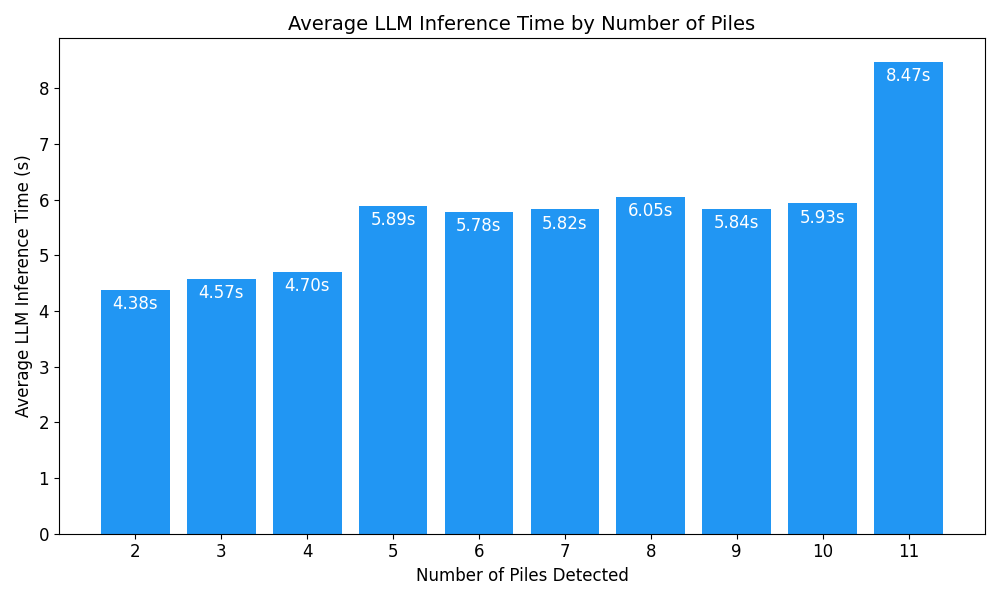 Average LLM Inference Time by Number of Piles
Average LLM Inference Time (s)
8
7
6
5
4
3
2
1
0
4.38s
4.57s
4.70s
5.89s
5.78s
5.82s
6.05s
5.84s
5.93s
8.47s
2 3 4 5 6 7 8 9 10 11
Number of Piles Detected